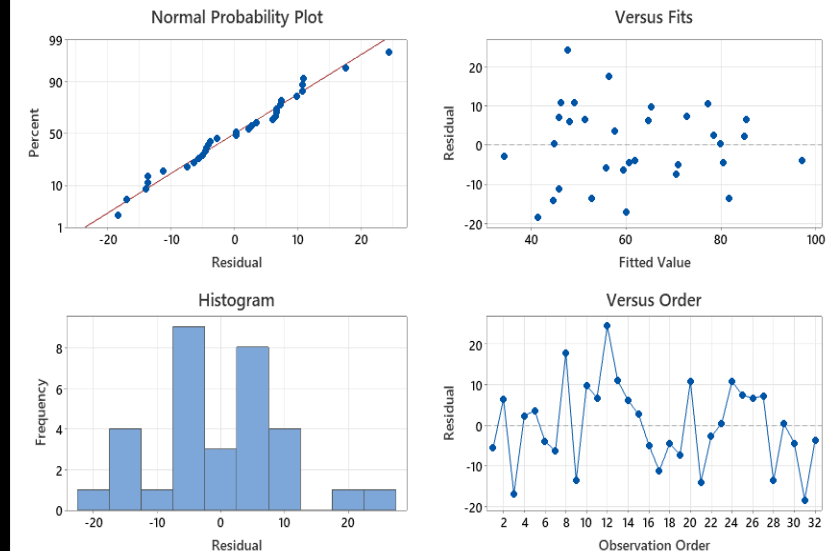 Normal Probability Plot
99
90
50
10
1
Percent
-20 -10 0 10 20
Residual
Versus Fits
20
10
0
-10
-20
Residual
40 60 80 100
Fitted Value
Histogram
8
6
4
2
0
Frequency
-20 -10 0 10 20
Residual
Versus Order
20
10
0
-10
-20
Residual
2 4 6 8 10 12 14 16 18 20 22 24 26 28 30 32
Observation Order